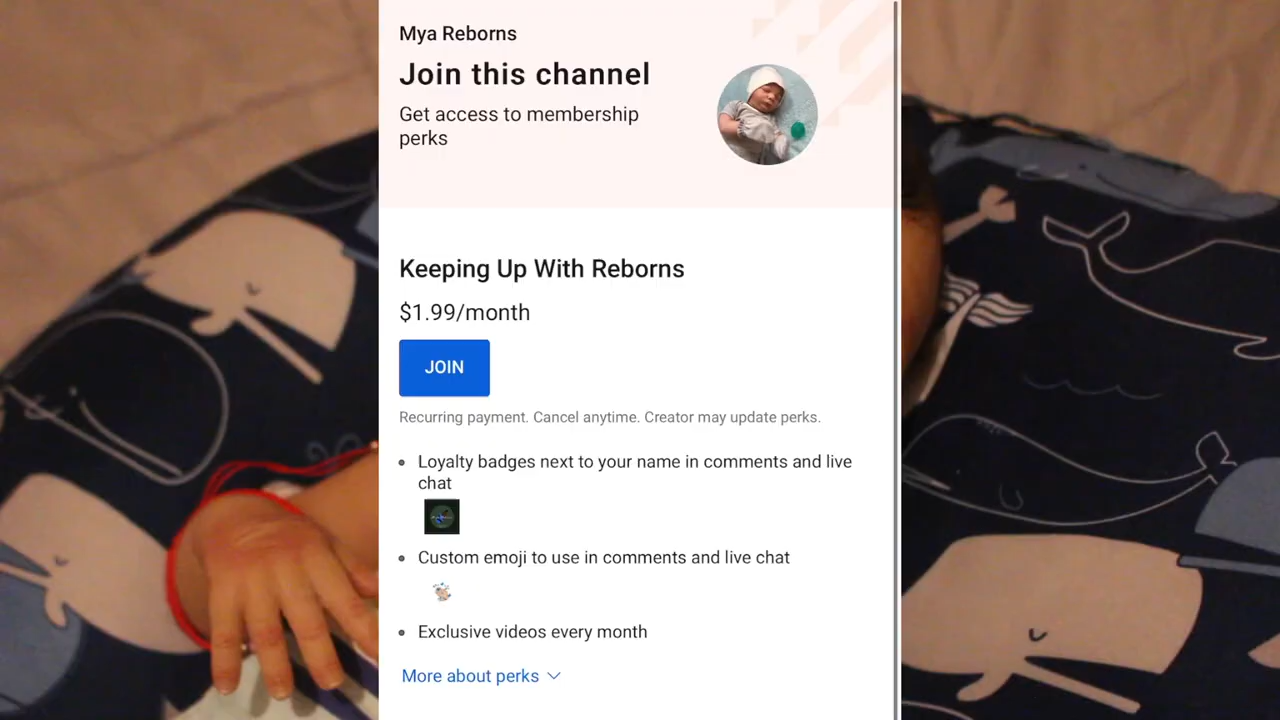 Mya Reborns
Join this channel
Get access to membership
perks
Keeping Up With Reborns
$1.99/month
JOIN
Recurring payment. Cancel anytime. Creator may update perks.
Loyalty badges next to your name in comments and live
chat
Custom emoji to use in comments and live chat
Exclusive videos every month
More about perks